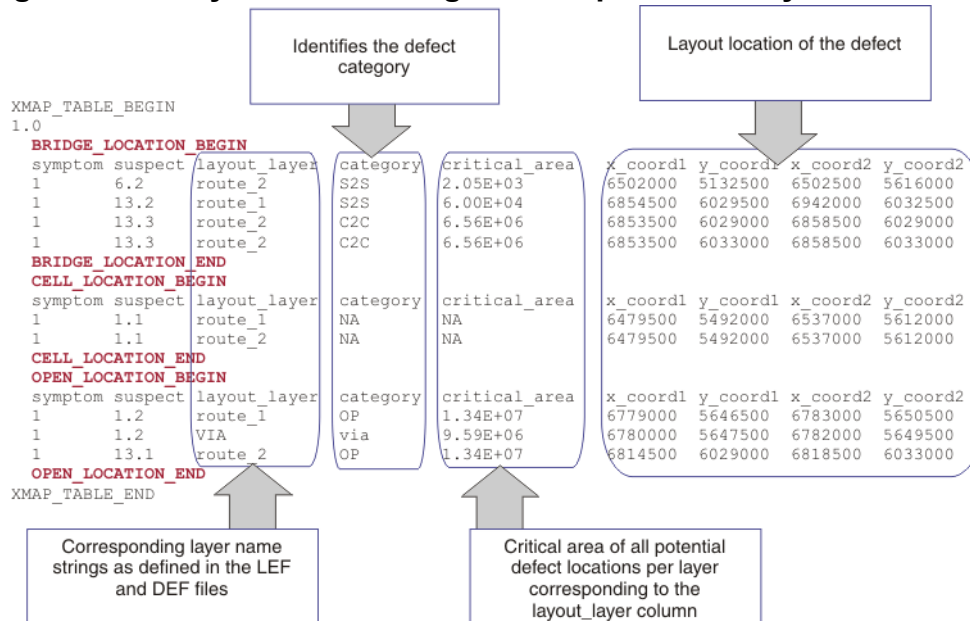 Identifies the defect
category
Layout location of the defect
XMAP_TABLE_BEGIN
1.0
BRIDGE_LOCATION_BEGIN
symptom suspect layout_layer category critical_area x_coord1 y_coord1 x_coord2 y_coord2
1 6.2 route_2 S2S 2.05E+03 6502000 5132500 6502500 5616000
1 13.2 route_1 S2S 6.00E+04 6854500 6029500 6942000 6032500
1 13.3 route_2 C2C 6.56E+06 6853500 6029000 6858500 6029000
1 13.3 route_2 C2C 6.56E+06 6853500 6033000 6858500 6033000
BRIDGE_LOCATION_END
CELL_LOCATION_BEGIN
symptom suspect layout_layer category critical_area x_coord1 y_coord1 x_coord2 y_coord2
1 1.1 route_1 NA NA 6479500 5492000 6537000 5612000
1 1.1 route_2 NA NA 6479500 5492000 6537000 5612000
CELL_LOCATION_END
OPEN_LOCATION_BEGIN
symptom suspect layout_layer category critical_area x_coord1 y_coord1 x_coord2 y_coord2
1 1.2 route_1 OP 1.34E+07 6779000 5646500 6783000 5650500
1 1.2 VIA via 9.59E+06 6780000 5647500 6782000 5649500
1 13.1 route_2 OP 1.34E+07 6814500 6029000 6818500 6033000
OPEN_LOCATION_END
XMAP_TABLE_END
Corresponding layer name
strings as defined in the LEF
and DEF files
Critical area of all potential
defect locations per layer
corresponding to the
layout_layer column